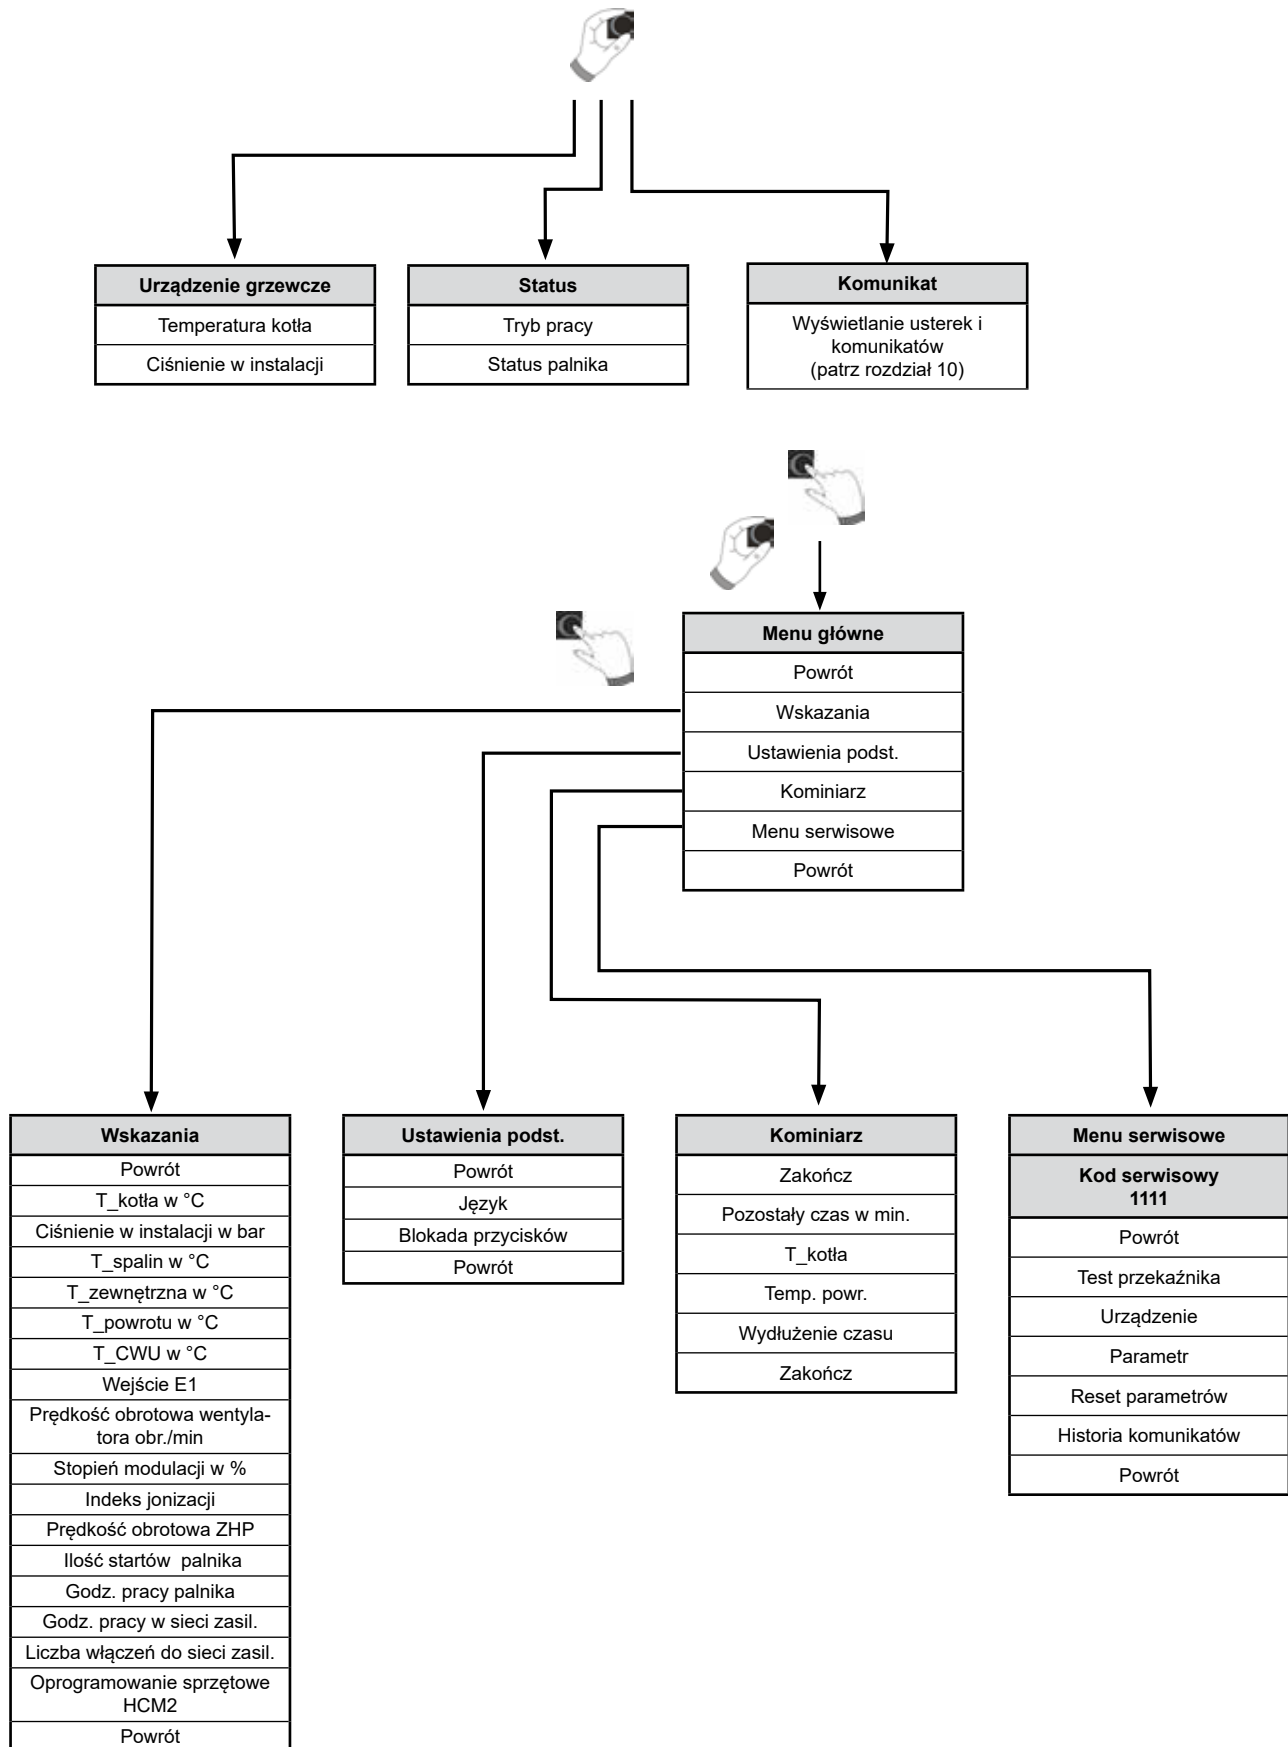 Urządzenie grzewcze
Temperatura kotła
Ciśnienie w instalacji
Status
Tryb pracy
Status palnika
Komunikat
Wyświetlanie usterek i
komunikatów
(patrz rozdział 10)
Menu główne
Powrót
Wskazania
Ustawienia podst.
Kominiarz
Menu serwisowe
Powrót
Wskazania
Powrót
T_kotła w °C
Ciśnienie w instalacji w bar
T_spalin w °C
T_zewnętrzna w °C
T_powrotu w °C
T_CWU w °C
Wejście E1
Prędkość obrotowa wentyla-
tora obr./min
Stopień modulacji w %
Indeks jonizacji
Prędkość obrotowa ZHP
Ilość startów  palnika
Godz. pracy palnika
Godz. pracy w sieci zasil.
Liczba włączeń do sieci zasil.
Oprogramowanie sprzętowe
HCM2
Powrót
Ustawienia podst.
Powrót
Język
Blokada przycisków
Powrót
Kominiarz
Zakończ
Pozostały czas w min.
T_kotła
Temp. powr.
Wydłużenie czasu
Zakończ
Menu serwisowe
Kod serwisowy
1111
Powrót
Test przekaźnika
Urządzenie
Parametr
Reset parametrów
Historia komunikatów
Powrót